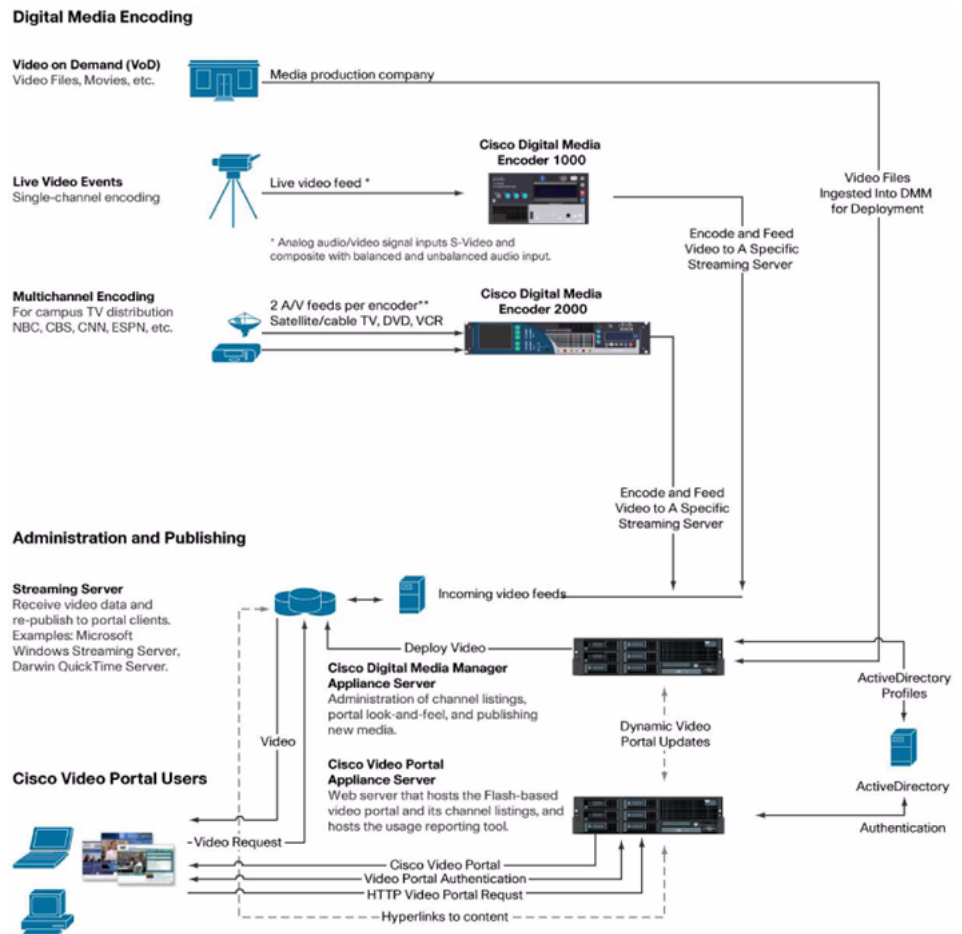 Digital Media Encoding
Video on Demand (VoD)
Video Files, Movies, etc.
Media production company
Live Video Events
Single-channel encoding
Live video feed *
Cisco Digital Media
Encoder 1000
Video Files
Ingested Into DMM
for Deployment
Encode and Feed
Video to A Specific
Streaming Server
* Analog audio/video signal inputs S-Video and
composite with balanced and unbalanced audio input.
Multichannel Encoding
For campus TV distribution
NBC, CBS, CNN, ESPN, etc.
2 A/V feeds per encoder**
Satellite/cable TV, DVD, VCR
Cisco Digital Media
Encoder 2000
Encode and Feed
Video to A Specific
Streaming Server
Administration and Publishing
Streaming Server
Receive video data and
re-publish to portal clients.
Examples: Microsoft
Windows Streaming Server,
Darwin QuickTime Server.
Incoming video feeds
Deploy Video
Cisco Digital Media Manager
Appliance Server
Administration of channel listings,
portal look-and-feel, and publishing
new media.
ActiveDirectory
Profiles
Dynamic Video
Portal Updates
Video
Cisco Video Portal
Appliance Server
Web server that hosts the Flash-based
video portal and its channel listings, and
hosts the usage reporting tool.
ActiveDirectory
Authentication
Cisco Video Portal Users
Video Request
Cisco Video Portal
Video Portal Authentication
HTTP Video Portal Requst
Hyperlinks to content